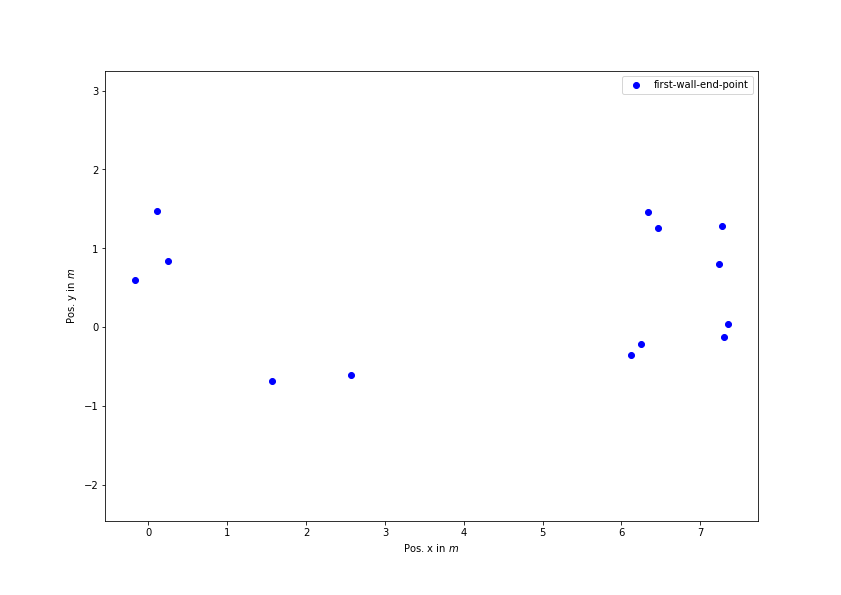 first-wall-end-point
3
2
1
0
−1
−2
Pos. y in m
0 1 2 3 4 5 6 7
Pos. x in m